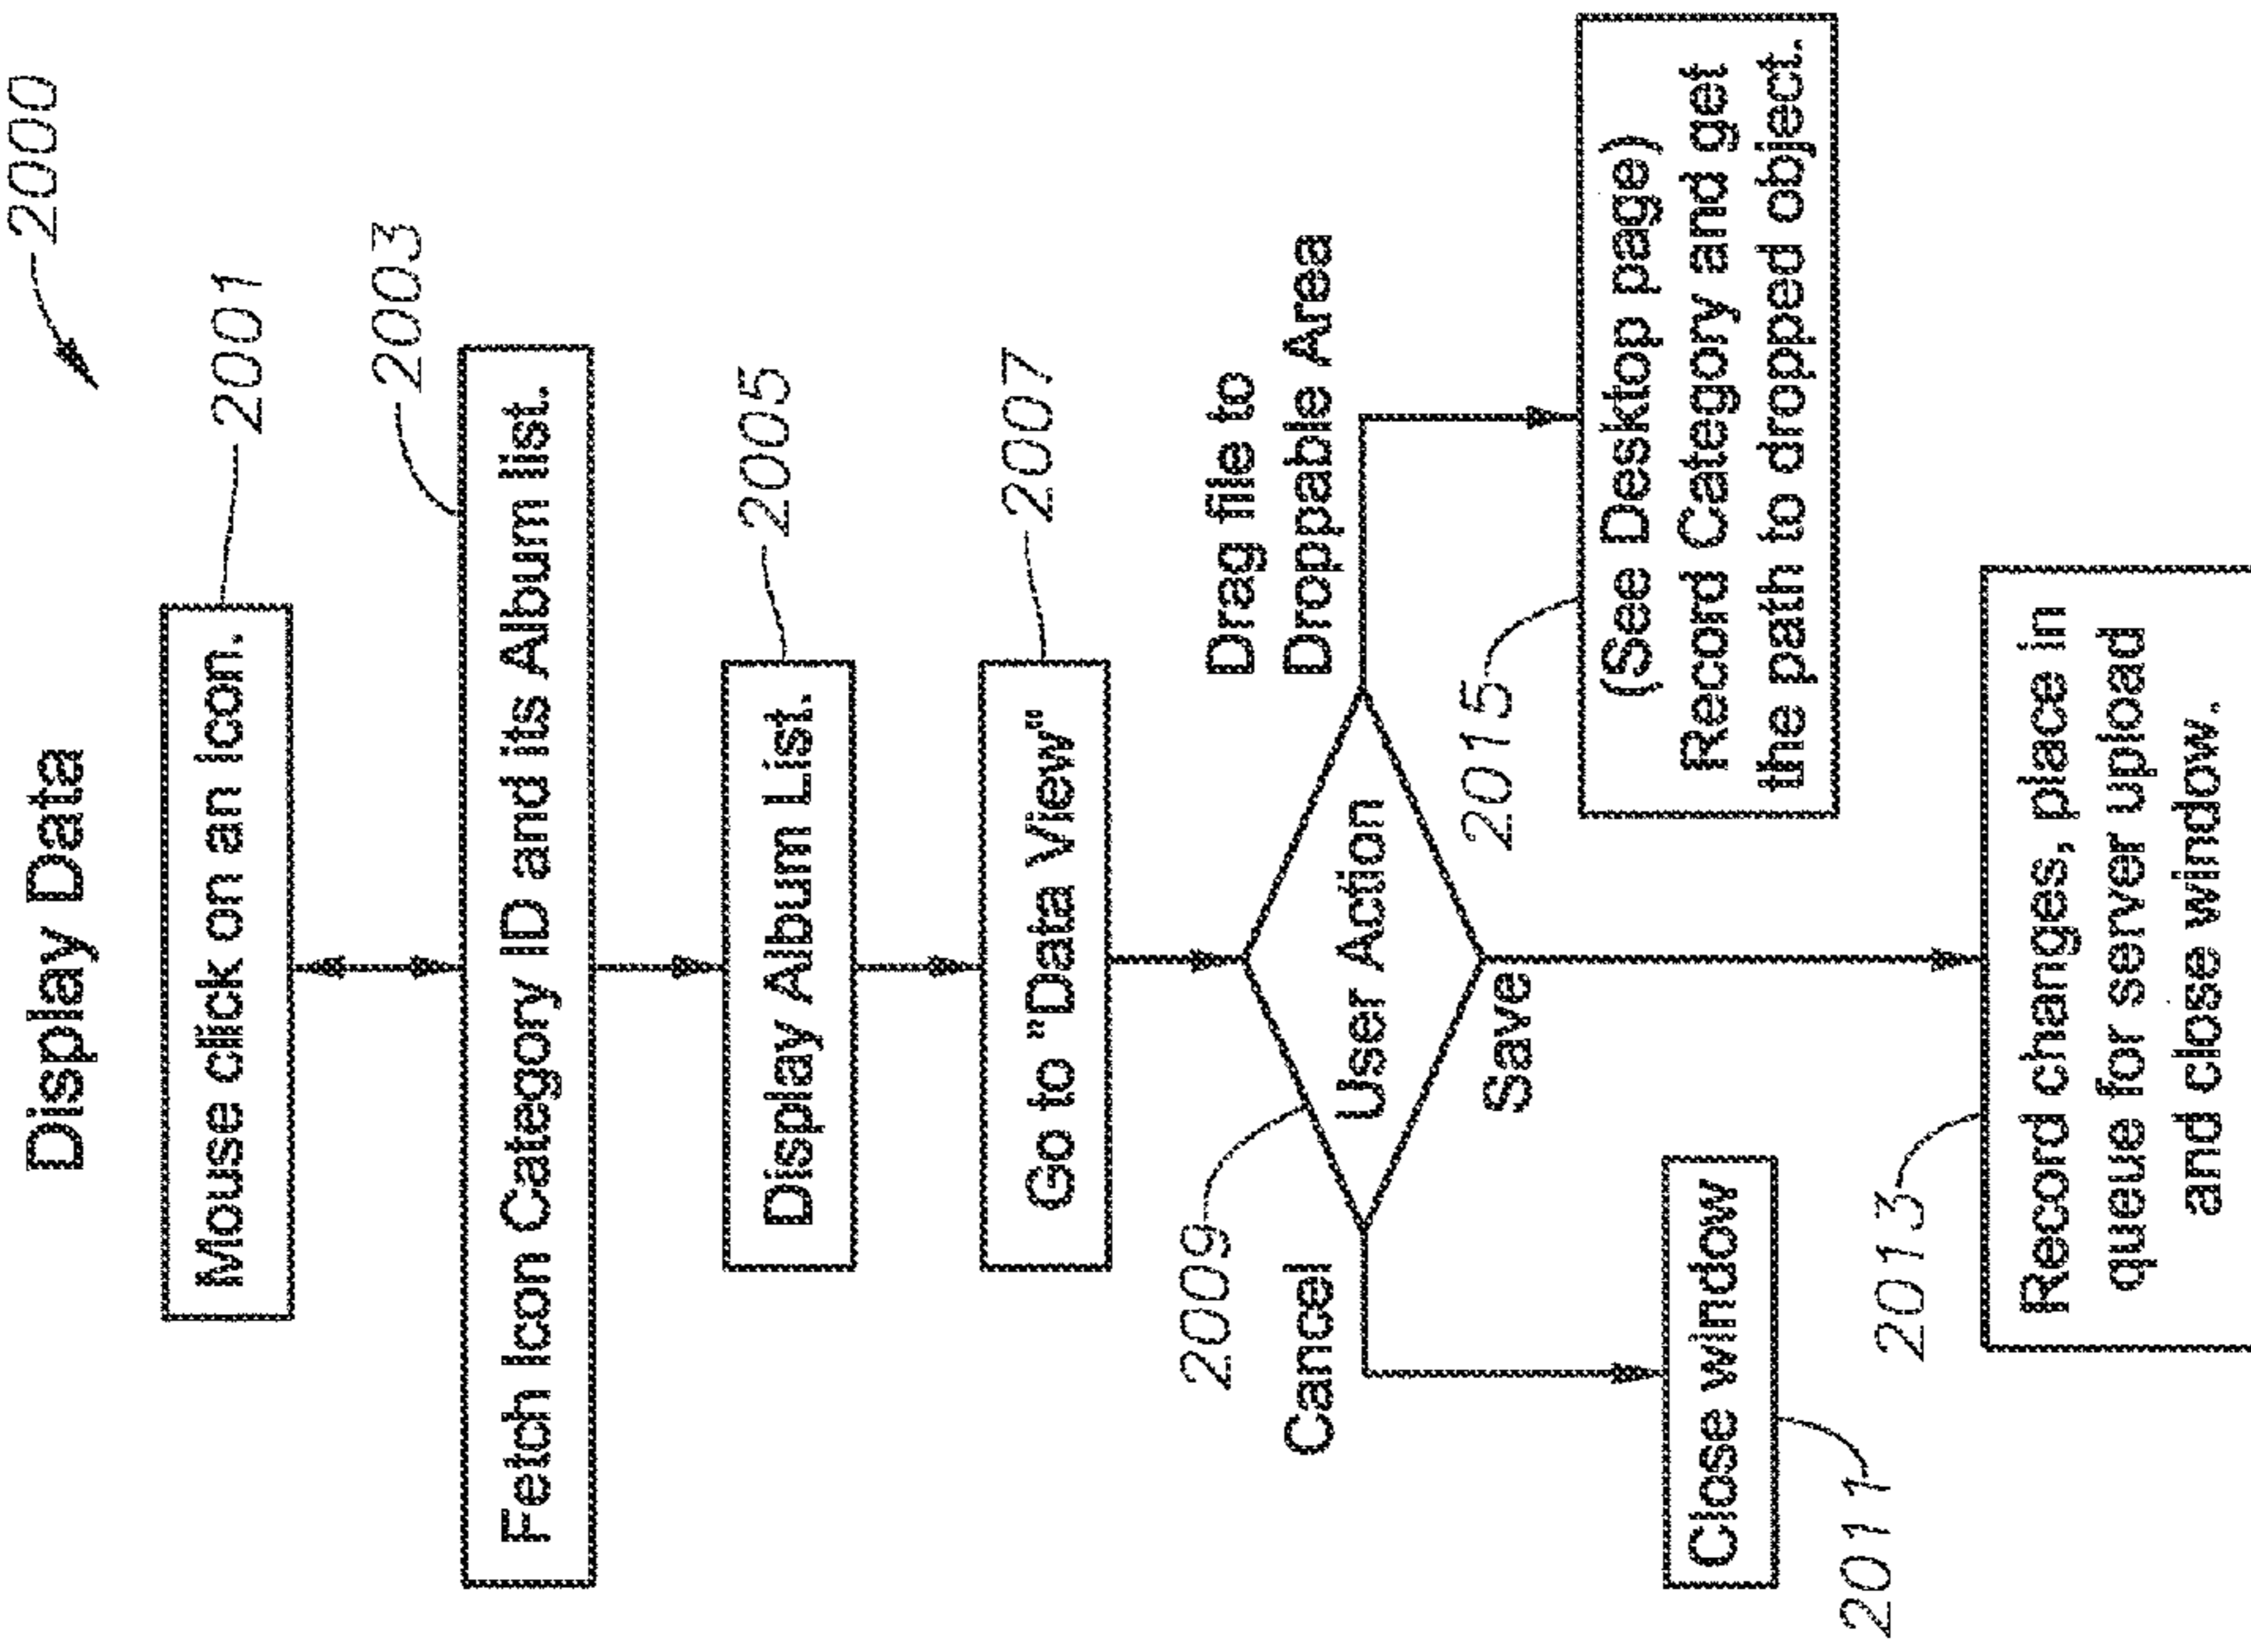 Display Data
2000
Mouse click on an Icon.
2001
Fetch Icon Category ID and its Album list.
2003
Display Album List.
2005
Go to "Data View"
2007
2009
User Action
Cancel
Save
Drag file to
Droppable Area
Close window
2011
2015
(See Desktop page)
Record Category and get
the path to dropped object.
2013
Record changes, place in
queue for server upload
and close window.